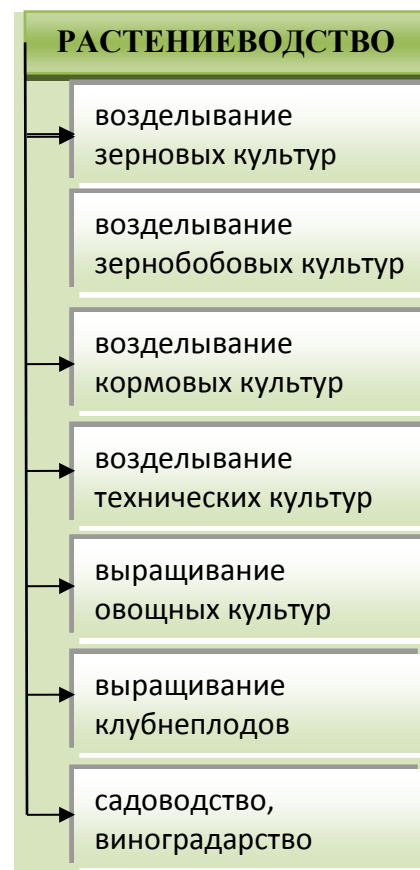 РАСТЕНИЕВОДСТВО
возделывание
зерновых культур
возделывание
зернобобовых культур
возделывание
кормовых культур
возделывание
технических культур
выращивание
овощных культур
выращивание
клубнеплодов
садоводство,
виноградарство